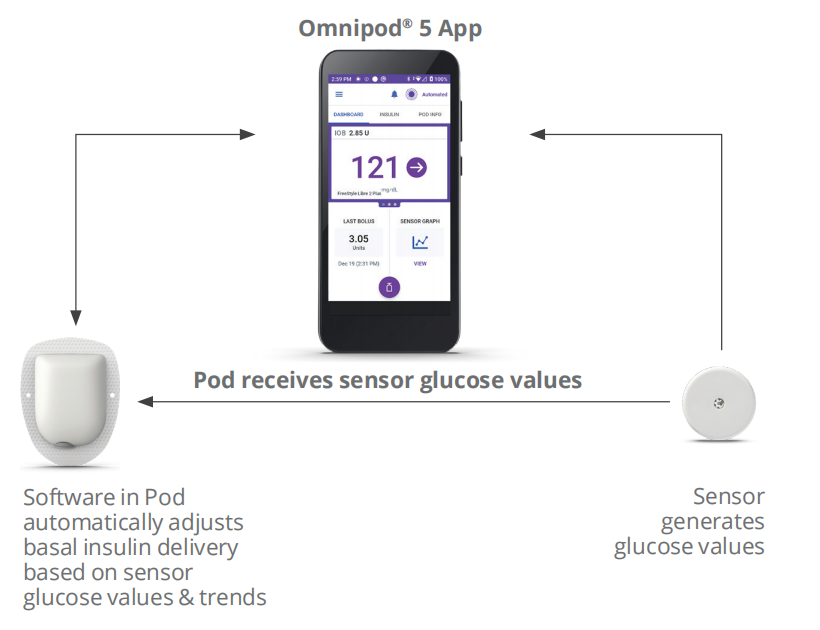 Omnipod® 5 App
2:59 PM 100%
Automated
DASHBOARD INSULIN POD INFO
IOB 2.85 U
121
mg/dL
FreeStyle Libre 2 Plus
LAST BOLUS SENSOR GRAPH
3.05
Units
Dec 19 (2:31 PM) VIEW
Pod receives sensor glucose values
Software in Pod
automatically adjusts
basal insulin delivery
based on sensor
glucose values & trends
Sensor
generates
glucose values